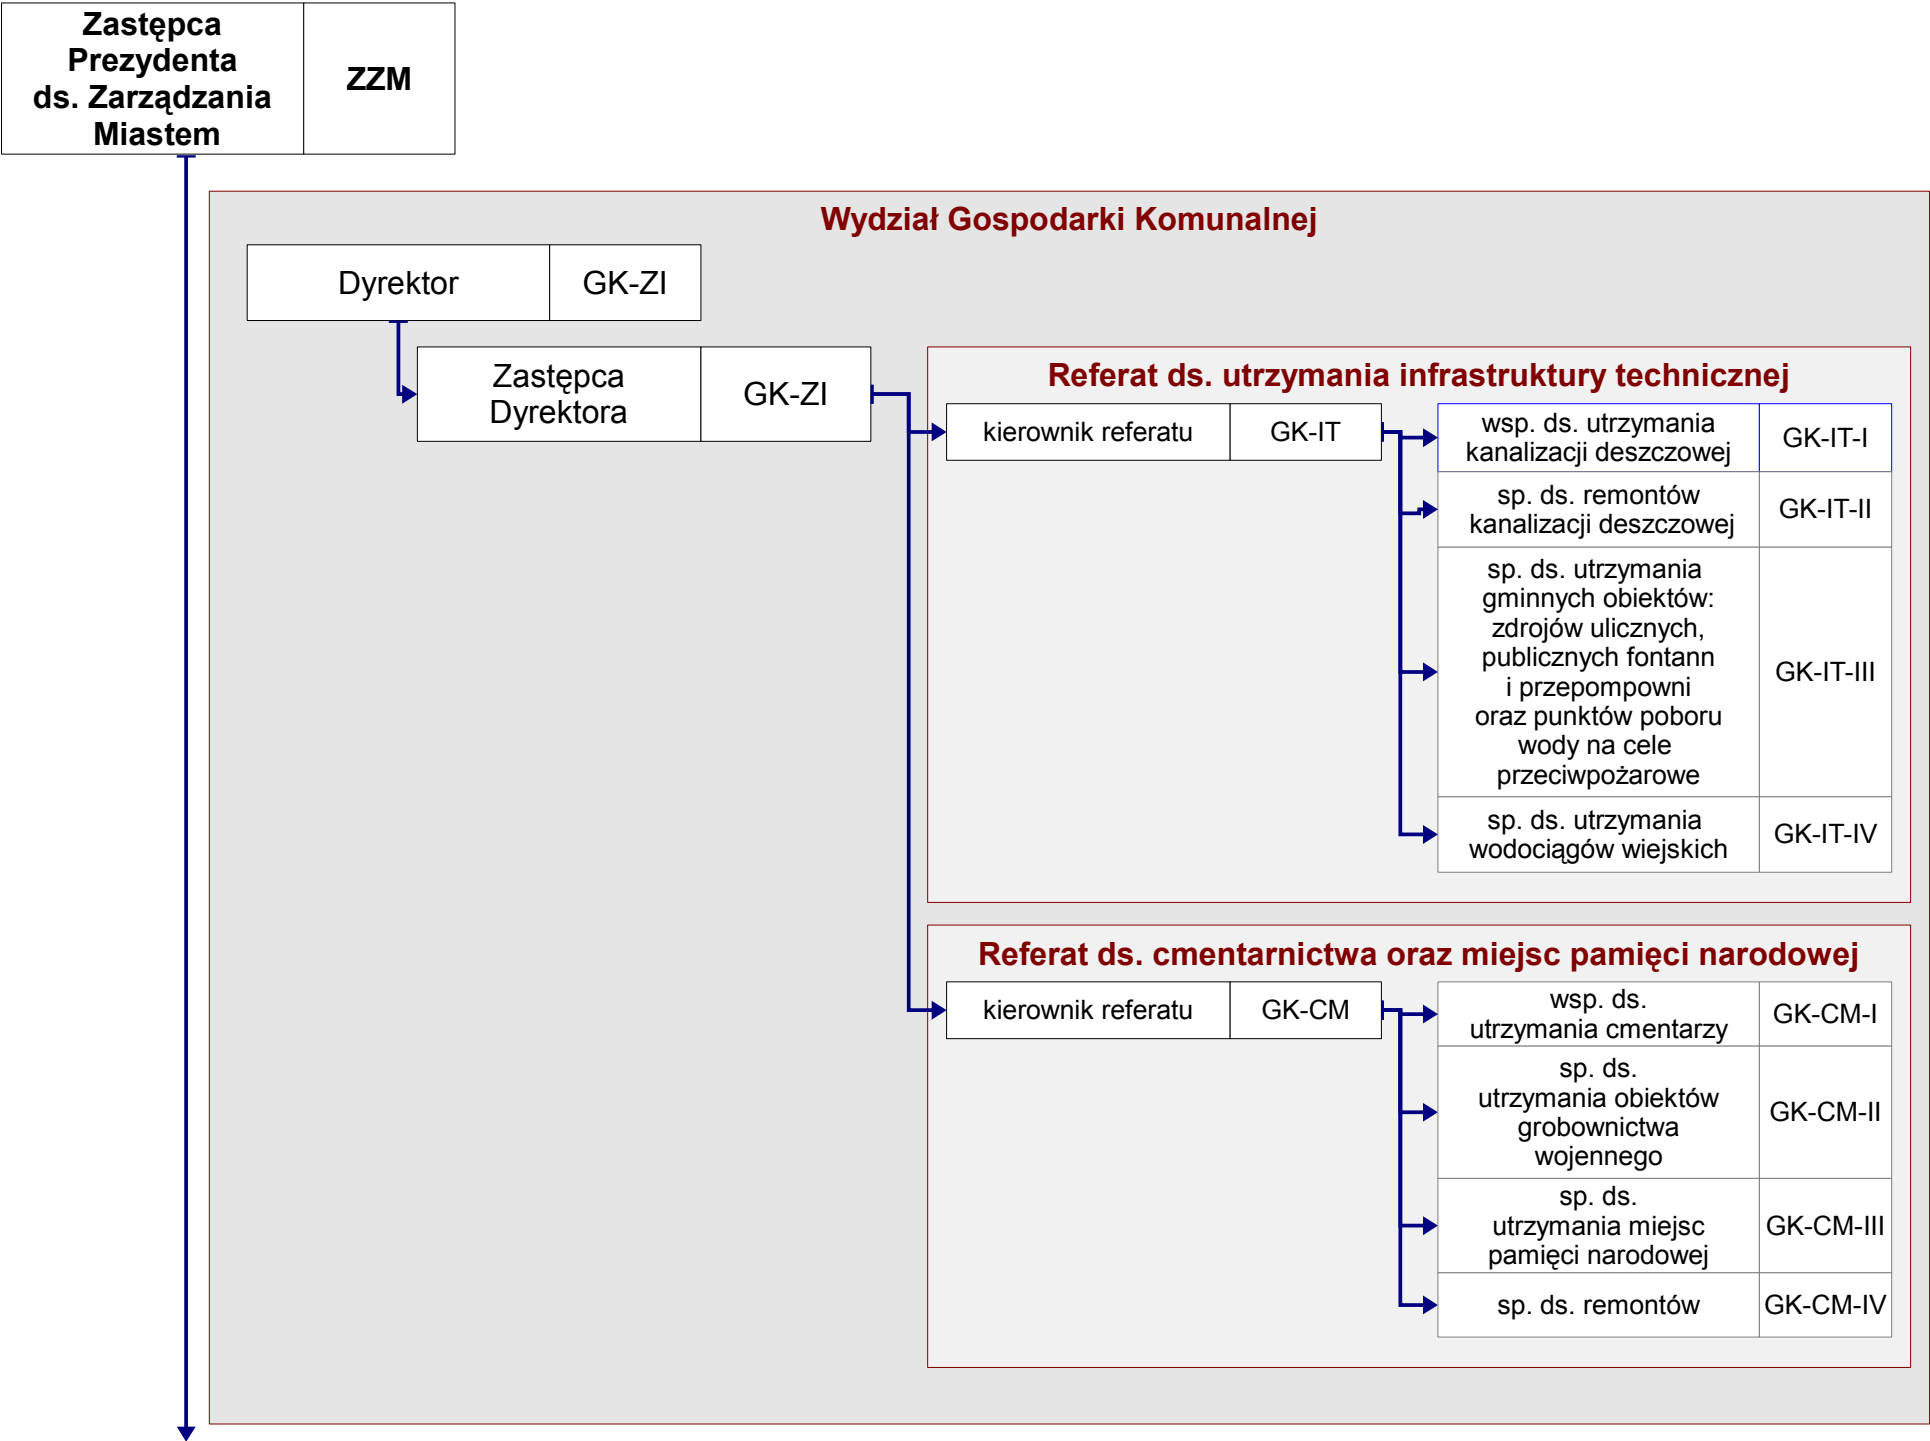 Zastępca
Prezydenta
ds. Zarządzania
Miastem
ZZM
Wydział Gospodarki Komunalnej
Dyrektor
GK-ZI
Zastępca
Dyrektora
GK-ZI
Referat ds. utrzymania infrastruktury technicznej
kierownik referatu
GK-IT
wsp. ds. utrzymania
kanalizacji deszczowej
GK-IT-I
sp. ds. remontów
kanalizacji deszczowej
GK-IT-II
sp. ds. utrzymania
gminnych obiektów:
zdrojów ulicznych,
publicznych fontann
i przepompowni
oraz punktów poboru
wody na cele
przeciwpożarowe
GK-IT-III
sp. ds. utrzymania
wodociągów wiejskich
GK-IT-IV
Referat ds. cmentarnictwa oraz miejsc pamięci narodowej
kierownik referatu
GK-CM
wsp. ds.
utrzymania cmentarzy
GK-CM-I
sp. ds.
utrzymania obiektów
grobownictwa
wojennego
GK-CM-II
sp. ds.
utrzymania miejsc
pamięci narodowej
GK-CM-III
sp. ds. remontów
GK-CM-IV